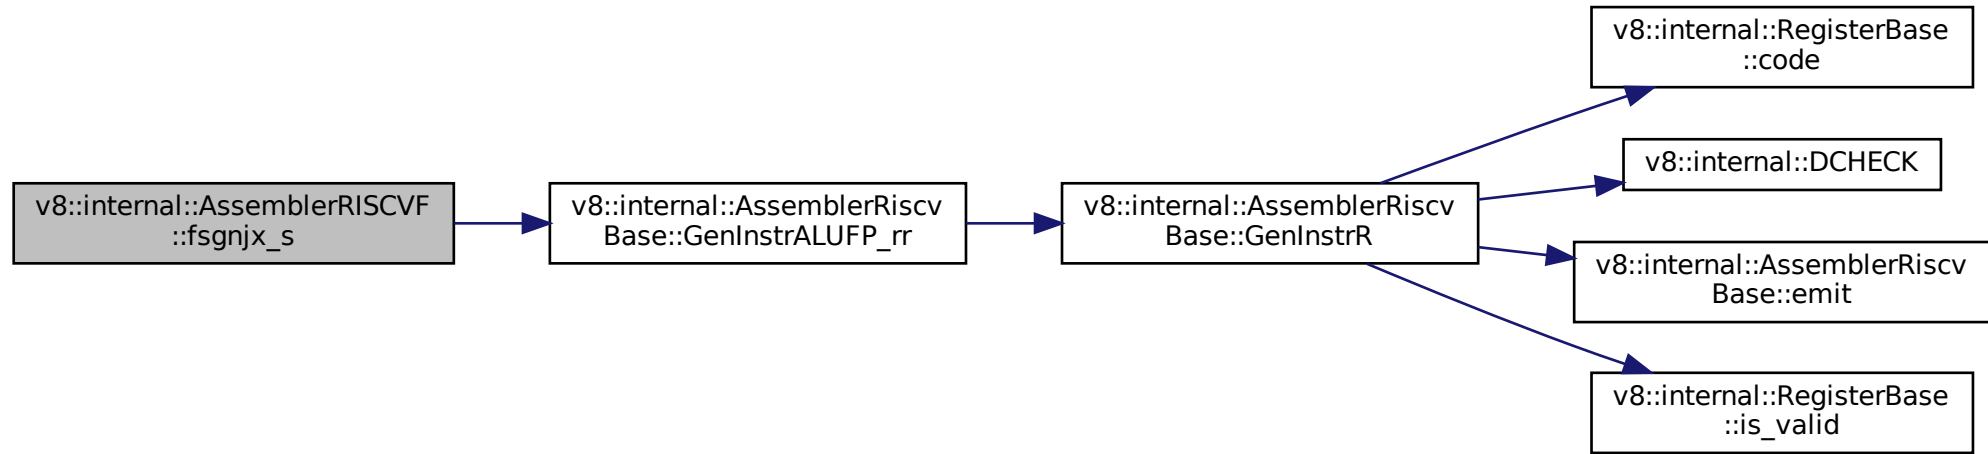 v8::internal::AssemblerRISCVF
::fsgnjx_s
v8::internal::AssemblerRiscv
Base::GenInstrALUFP_rr
v8::internal::AssemblerRiscv
Base::GenInstrR
v8::internal::RegisterBase
::code
v8::internal::DCHECK
v8::internal::AssemblerRiscv
Base::emit
v8::internal::RegisterBase
::is_valid